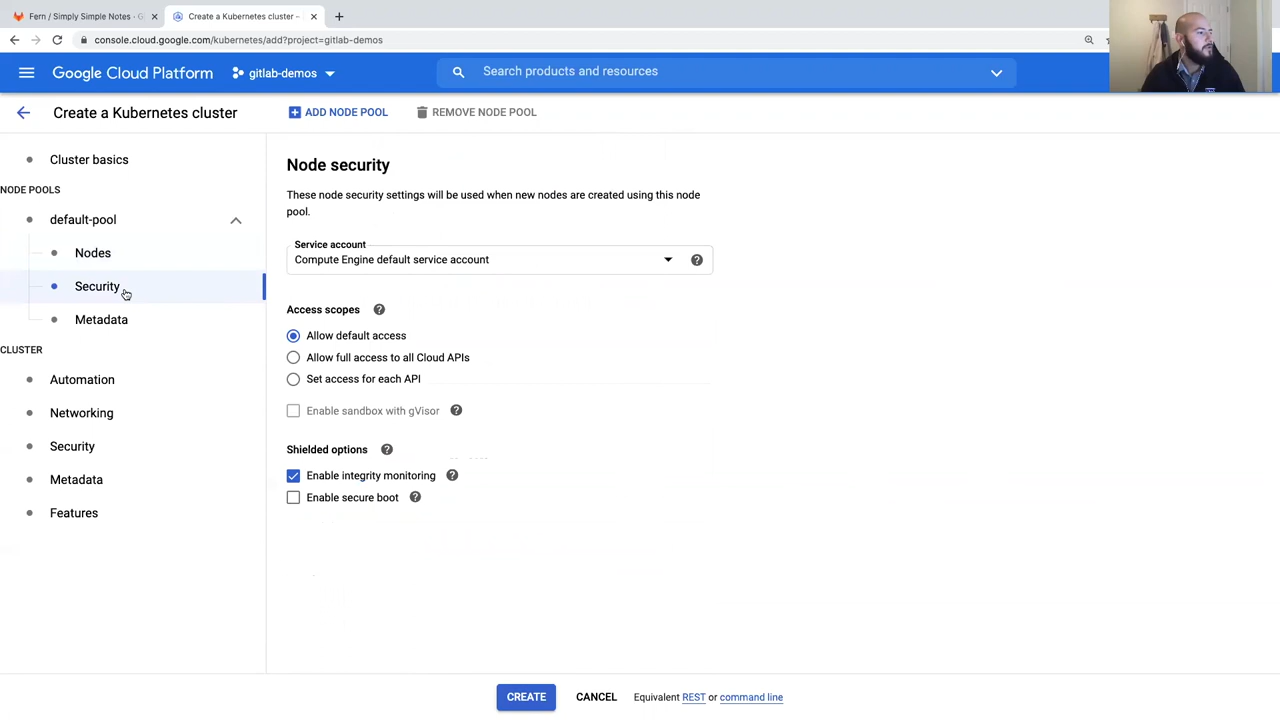 Fern / Simply Simple Notes · G
Create a Kubernetes cluster –
console.cloud.google.com/kubernetes/add?project=gitlab-demos
Google Cloud Platform
gitlab-demos
Search products and resources
Create a Kubernetes cluster
ADD NODE POOL
REMOVE NODE POOL
Cluster basics
NODE POOLS
default-pool
Nodes
Security
Metadata
CLUSTER
Automation
Networking
Security
Metadata
Features
Node security
These node security settings will be used when new nodes are created using this node
pool.
Service account
Compute Engine default service account
Access scopes
Allow default access
Allow full access to all Cloud APIs
Set access for each API
Enable sandbox with gVisor
Shielded options
Enable integrity monitoring
Enable secure boot
CREATE
CANCEL
Equivalent REST or command line